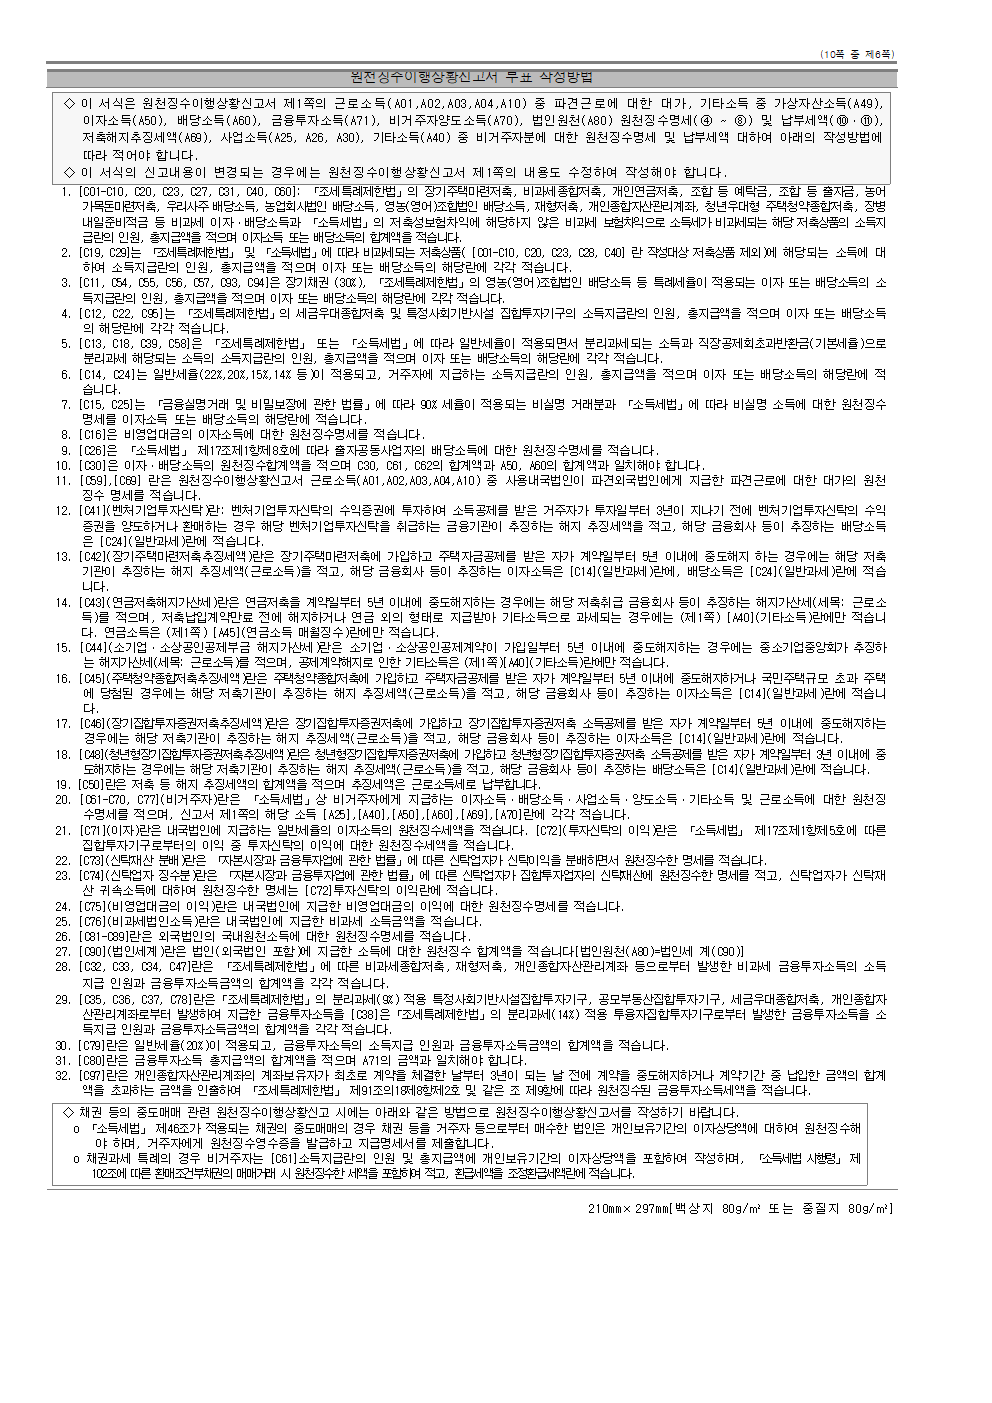 (10쪽 중 제6쪽)
원천징수이행상황신고서 부표 작성방법
◇ 이 서식은 원천징수이행상황신고서 제1쪽의 근로소득(A01,A02,A03,A04,A10) 중 파견근로에 대한 대가, 기타소득 중 가상자산소득(A49),
이자소득(A50), 배당소득(A60), 금융투자소득(A71), 비거주자양도소득(A70), 법인원천(A80) 원천징수명세(④ ~ ⑧) 및 납부세액(⑩·⑪),
저축해지추징세액(A69), 사업소득(A25, A26, A30), 기타소득(A40) 중 비거주자분에 대한 원천징수명세 및 납부세액 대하여 아래의 작성방법에
따라 적어야 합니다.
◇ 이 서식의 신고내용이 변경되는 경우에는 원천징수이행상황신고서 제1쪽의 내용도 수정하여 작성해야 합니다.
1. [C01-C10, C20, C23, C27, C31, C40, C60]: 「조세특례제한법」의 장기주택마련저축, 비과세종합저축, 개인연금저축, 조합 등 예탁금, 조합 등 출자금, 농어
가목돈마련저축, 우리사주 배당소득, 농업회사법인 배당소득, 영농(영어)조합법인 배당소득, 재형저축, 개인종합자산관리계좌, 청년우대형 주택청약종합저축, 장병
내일준비적금 등 비과세 이자·배당소득과 「소득세법」의 저축성보험차익에 해당하지 않은 비과세 보험차익으로 소득세가 비과세되는 해당 저축상품의 소득지
급란의 인원, 총지급액을 적으며 이자소득 또는 배당소득의 합계액을 적습니다.
2. [C19, C29]는 「조세특례제한법」 및 「소득세법」에 따라 비과세되는 저축상품( [C01-C10, C20, C23, C28, C40] 란 작성대상 저축상품 제외)에 해당되는 소득에 대
하여 소득지급란의 인원, 총지급액을 적으며 이자 또는 배당소득의 해당란에 각각 적습니다.
3. [C11, C54, C55, C56, C57, C93, C94]은 장기채권 (30%), 「조세특례제한법」의 영농(영어)조합법인 배당소득 등 특례세율이 적용되는 이자 또는 배당소득의 소
득지급란의 인원, 총지급액을 적으며 이자 또는 배당소득의 해당란에 각각 적습니다.
4. [C12, C22, C95]는 「조세특례제한법」의 세금우대종합저축 및 특정사회기반시설 집합투자기구의 소득지급란의 인원, 총지급액을 적으며 이자 또는 배당소득
의 해당란에 각각 적습니다.
5. [C13, C18, C39, C58]은 「조세특례제한법」 또는 「소득세법」에 따라 일반세율이 적용되면서 분리과세되는 소득과 직장공제회초과반환금(기본세율)으로
분리과세 해당되는 소득의 소득지급란의 인원, 총지급액을 적으며 이자 또는 배당소득의 해당란에 각각 적습니다.
6. [C14, C24]는 일반세율(22%,20%,15%,14% 등)이 적용되고, 거주자에 지급하는 소득지급란의 인원, 총지급액을 적으며 이자 또는 배당소득의 해당란에 적
습니다.
7. [C15, C25]는 「금융실명거래 및 비밀보장에 관한 법률」에 따라 90% 세율이 적용되는 비실명 거래분과 「소득세법」에 따라 비실명 소득에 대한 원천징수
명세를 이자소득 또는 배당소득의 해당란에 적습니다.
8. [C16]은 비영업대금의 이자소득에 대한 원천징수명세를 적습니다.
9. [C26]은 「소득세법」 제17조제1항제8호에 따라 출자공동사업자의 배당소득에 대한 원천징수명세를 적습니다.
10. [C30]은 이자·배당소득의 원천징수합계액을 적으며 C30, C61, C62의 합계액과 A50, A60의 합계액과 일치해야 합니다.
11. [C59],[C69] 란은 원천징수이행상황신고서 근로소득(A01,A02,A03,A04,A10) 중 사용내국법인이 파견외국법인에게 지급한 파견근로에 대한 대가의 원천
징수 명세를 적습니다.
12. [C41](벤처기업투자신탁)란: 벤처기업투자신탁의 수익증권에 투자하여 소득공제를 받은 거주자가 투자일부터 3년이 지나기 전에 벤처기업투자신탁의 수익
증권을 양도하거나 환매하는 경우 해당 벤처기업투자신탁을 취급하는 금융기관이 추징하는 해지 추징세액을 적고, 해당 금융회사 등이 추징하는 배당소득
은 [C24](일반과세)란에 적습니다.
13. [C42](장기주택마련저축추징세액)란은 장기주택마련저축에 가입하고 주택자금공제를 받은 자가 계약일부터 5년 이내에 중도해지 하는 경우에는 해당 저축
기관이 추징하는 해지 추징세액(근로소득)을 적고, 해당 금융회사 등이 추징하는 이자소득은 [C14](일반과세)란에, 배당소득은 [C24](일반과세)란에 적습
니다.
14. [C43](연금저축해지가산세)란은 연금저축을 계약일부터 5년 이내에 중도해지하는 경우에는 해당 저축취급 금융회사 등이 추징하는 해지가산세(세목: 근로소
득)를 적으며, 저축납입계약만료 전에 해지하거나 연금 외의 형태로 지급받아 기타소득으로 과세되는 경우에는 (제1쪽) [A40](기타소득)란에만 적습니
다. 연금소득은 (제1쪽) [A45](연금소득 매월징수)란에만 적습니다.
15. [C44](소기업·소상공인공제부금 해지가산세)란은 소기업·소상공인공제계약이 가입일부터 5년 이내에 중도해지하는 경우에는 중소기업중앙회가 추징하
는 해지가산세(세목: 근로소득)를 적으며, 공제계약해지로 인한 기타소득은 (제1쪽)[A40](기타소득)란에만 적습니다.
16. [C45](주택청약종합저축추징세액)란은 주택청약종합저축에 가입하고 주택자금공제를 받은 자가 계약일부터 5년 이내에 중도해지하거나 국민주택규모 초과 주택
에 당첨된 경우에는 해당 저축기관이 추징하는 해지 추징세액(근로소득)을 적고, 해당 금융회사 등이 추징하는 이자소득은 [C14](일반과세)란에 적습니
다.
17. [C46](장기집합투자증권저축추징세액)란은 장기집합투자증권저축에 가입하고 장기집합투자증권저축 소득공제를 받은 자가 계약일부터 5년 이내에 중도해지하는
경우에는 해당 저축기관이 추징하는 해지 추징세액(근로소득)을 적고, 해당 금융회사 등이 추징하는 이자소득은 [C14](일반과세)란에 적습니다.
18. [C48](청년형장기집합투자증권저축추징세액)란은 청년형장기집합투자증권저축에 가입하고 청년형장기집합투자증권저축 소득공제를 받은 자가 계약일부터 3년 이내에 중
도해지하는 경우에는 해당 저축기관이 추징하는 해지 추징세액(근로소득)을 적고, 해당 금융회사 등이 추징하는 배당소득은 [C14](일반과세)란에 적습니다.
19. [C50]란은 저축 등 해지 추징세액의 합계액을 적으며 추징세액은 근로소득세로 납부합니다.
20. [C61-C70, C77](비거주자)란은 「소득세법」상 비거주자에게 지급하는 이자소득·배당소득·사업소득·양도소득·기타소득 및 근로소득에 대한 원천징
수명세를 적으며, 신고서 제1쪽의 해당 소득 [A25],[A40],[A50],[A60],[A69],[A70]란에 각각 적습니다.
21. [C71](이자)란은 내국법인에 지급하는 일반세율의 이자소득의 원천징수세액을 적습니다. [C72](투자신탁의 이익)란은 「소득세법」 제17조제1항제5호에 따른
집합투자기구로부터의 이익 중 투자신탁의 이익에 대한 원천징수세액을 적습니다.
22. [C73](신탁재산 분배)란은 「자본시장과 금융투자업에 관한 법률」에 따른 신탁업자가 신탁이익을 분배하면서 원천징수한 명세를 적습니다.
23. [C74](신탁업자 징수분)란은 「자본시장과 금융투자업에 관한 법률」에 따른 신탁업자가 집합투자업자의 신탁재산에 원천징수한 명세를 적고, 신탁업자가 신탁재
산 귀속소득에 대하여 원천징수한 명세는 [C72]투자신탁의 이익란에 적습니다.
24. [C75](비영업대금의 이익)란은 내국법인에 지급한 비영업대금의 이익에 대한 원천징수명세를 적습니다.
25. [C76](비과세법인소득)란은 내국법인에 지급한 비과세 소득금액을 적습니다.
26. [C81-C89]란은 외국법인의 국내원천소득에 대한 원천징수명세를 적습니다.
27. [C90](법인세계)란은 법인(외국법인 포함)에 지급한 소득에 대한 원천징수 합계액을 적습니다[법인원천(A80)=법인세 계(C90)]
28. [C32, C33, C34, C47]란은 「조세특례제한법」에 따른 비과세종합저축, 재형저축, 개인종합자산관리계좌 등으로부터 발생한 비과세 금융투자소득의 소득
지급 인원과 금융투자소득금액의 합계액을 각각 적습니다.
29. [C35, C36, C37, C78]란은「조세특례제한법」의 분리과세(9%) 적용 특정사회기반시설집합투자기구, 공모부동산집합투자기구, 세금우대종합저축, 개인종합자
산관리계좌로부터 발생하여 지급한 금융투자소득을 [C38]은「조세특례제한법」의 분리과세(14%) 적용 투융자집합투자기구로부터 발생한 금융투자소득을 소
득지급 인원과 금융투자소득금액의 합계액을 각각 적습니다.
30. [C79]란은 일반세율(20%)이 적용되고, 금융투자소득의 소득지급 인원과 금융투자소득금액의 합계액을 적습니다.
31. [C80]란은 금융투자소득 총지급액의 합계액을 적으며 A71의 금액과 일치해야 합니다.
32. [C97]란은 개인종합자산관리계좌의 계좌보유자가 최초로 계약을 체결한 날부터 3년이 되는 날 전에 계약을 중도해지하거나 계약기간 중 납입한 금액의 합계
액을 초과하는 금액을 인출하여 「조세특례제한법」 제91조의18제8항제2호 및 같은 조 제9항에 따라 원천징수된 금융투자소득세액을 적습니다.
◇ 채권 등의 중도매매 관련 원천징수이행상황신고 시에는 아래와 같은 방법으로 원천징수이행상황신고서를 작성하기 바랍니다.
o 「소득세법」 제46조가 적용되는 채권의 중도매매의 경우 채권 등을 거주자 등으로부터 매수한 법인은 개인보유기간의 이자상당액에 대하여 원천징수해
야 하며, 거주자에게 원천징수영수증을 발급하고 지급명세서를 제출합니다.
o 채권과세 특례의 경우 비거주자는 [C61]소득지급란의 인원 및 총지급액에 개인보유기간의 이자상당액을 포함하여 작성하며, 「소득세법 시행령」 제
102조에 따른 환매조건부채권의 매매거래 시 원천징수한 세액을 포함하여 적고, 환급세액을 조정환급세액란에 적습니다.
210mm×297mm[백상지 80g/㎡ 또는 중질지 80g/㎡]